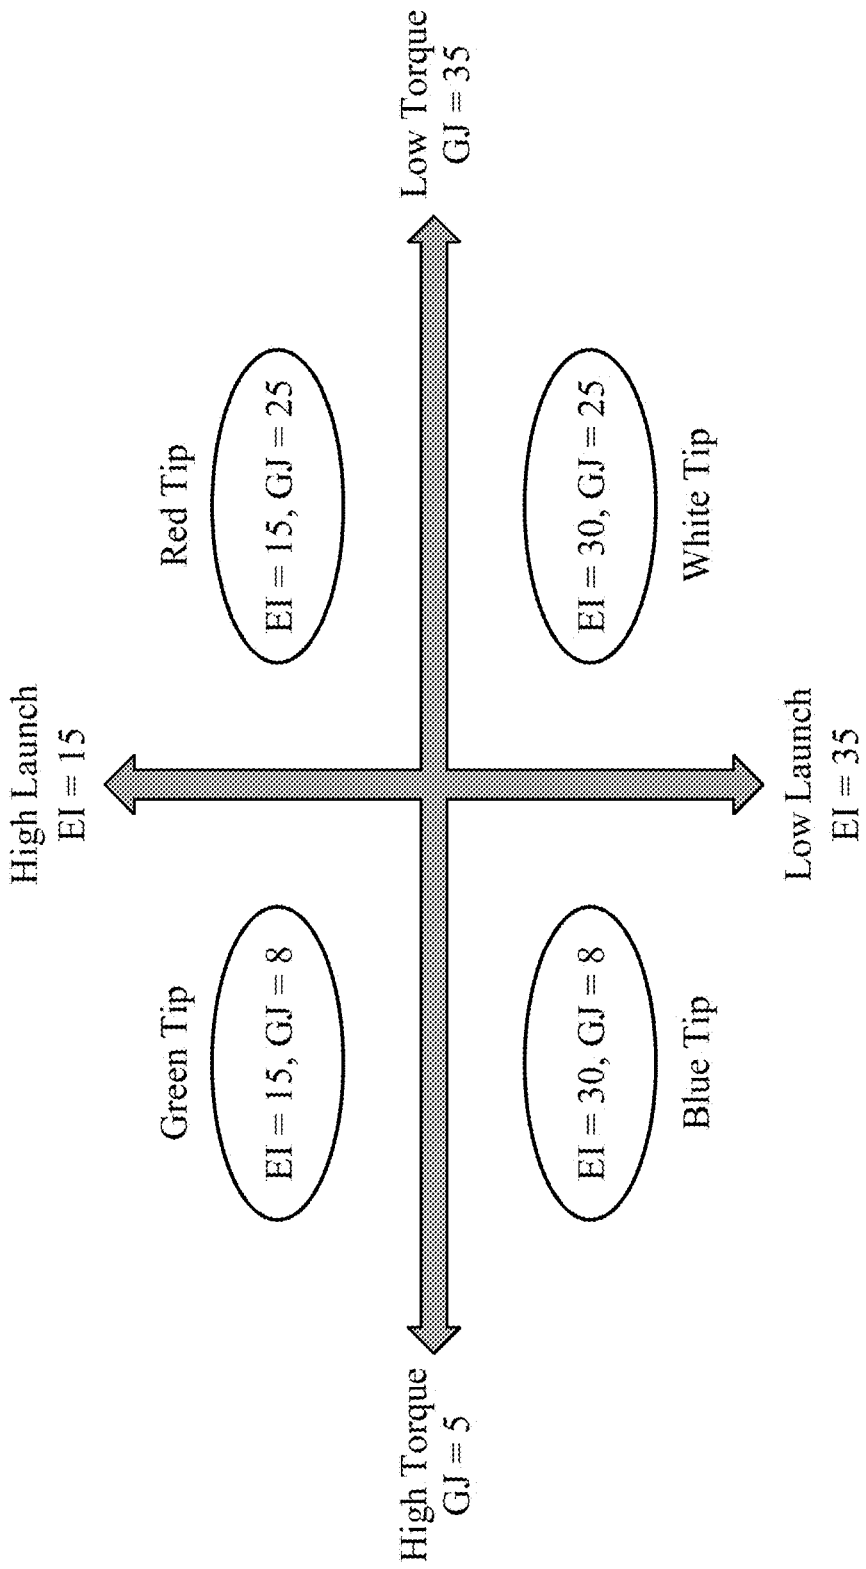 High Launch
EI = 15
Green Tip
EI = 15, GJ = 8
Red Tip
EI = 15, GJ = 25
High Torque
GJ = 5
Low Torque
GJ = 35
EI = 30, GJ = 8
Blue Tip
EI = 30, GJ = 25
White Tip
Low Launch
EI = 35